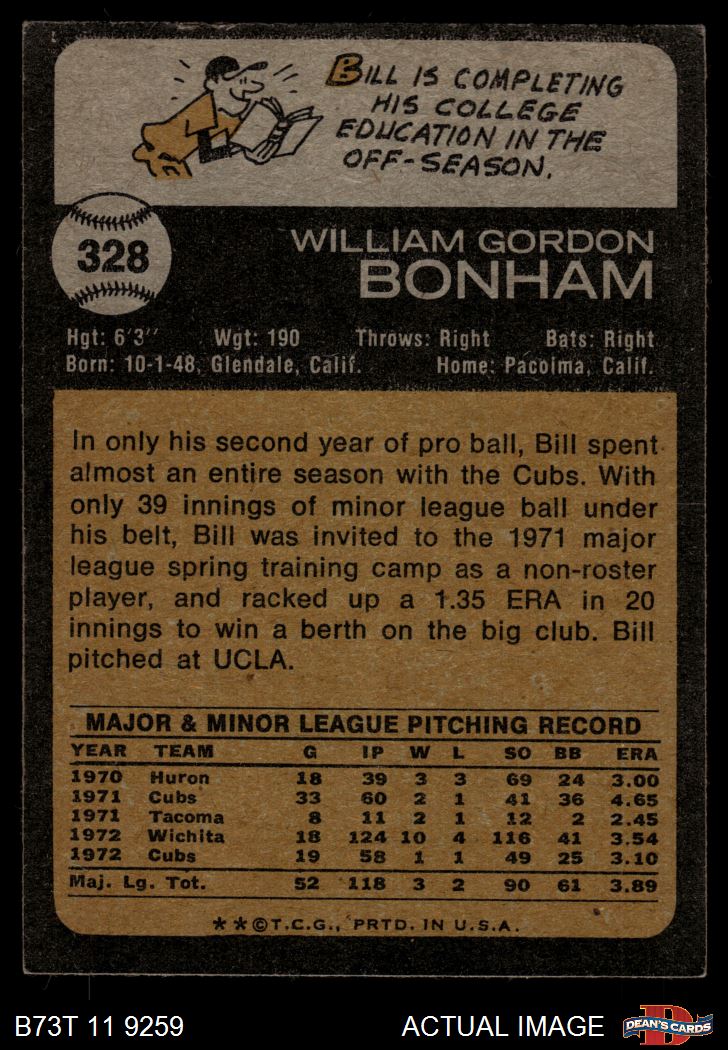 BILL IS COMPLETING
HIS COLLEGE
EDUCATION IN THE
OFF-SEASON.
328
WILLIAM GORDON
BONHAM
Hgt: 6'3" Wgt: 190 Throws: Right Bats: Right
Born: 10-1-48, Glendale, Calif. Home: Pacoima, Calif.
In only his second year of pro ball, Bill spent
almost an entire season with the Cubs. With
only 39 innings of minor league ball under
his belt, Bill was invited to the 1971 major
league spring training camp as a non-roster
player, and racked up a 1.35 ERA in 20
innings to win a berth on the big club. Bill
pitched at UCLA.
MAJOR & MINOR LEAGUE PITCHING RECORD
YEAR TEAM G IP W L SO BB ERA
1970 Huron 18 39 3 3 69 24 3.00
1971 Cubs 33 60 2 1 41 36 4.65
1971 Tacoma 8 11 2 1 12 2 2.45
1972 Wichita 18 124 10 4 116 41 3.54
1972 Cubs 19 58 1 1 49 25 3.10
Maj. Lg. Tot. 52 118 3 2 90 61 3.89
**©T.C.G., PRTD. IN U.S.A.
B73T 11 9259 ACTUAL IMAGE D DEAN'S CARDS